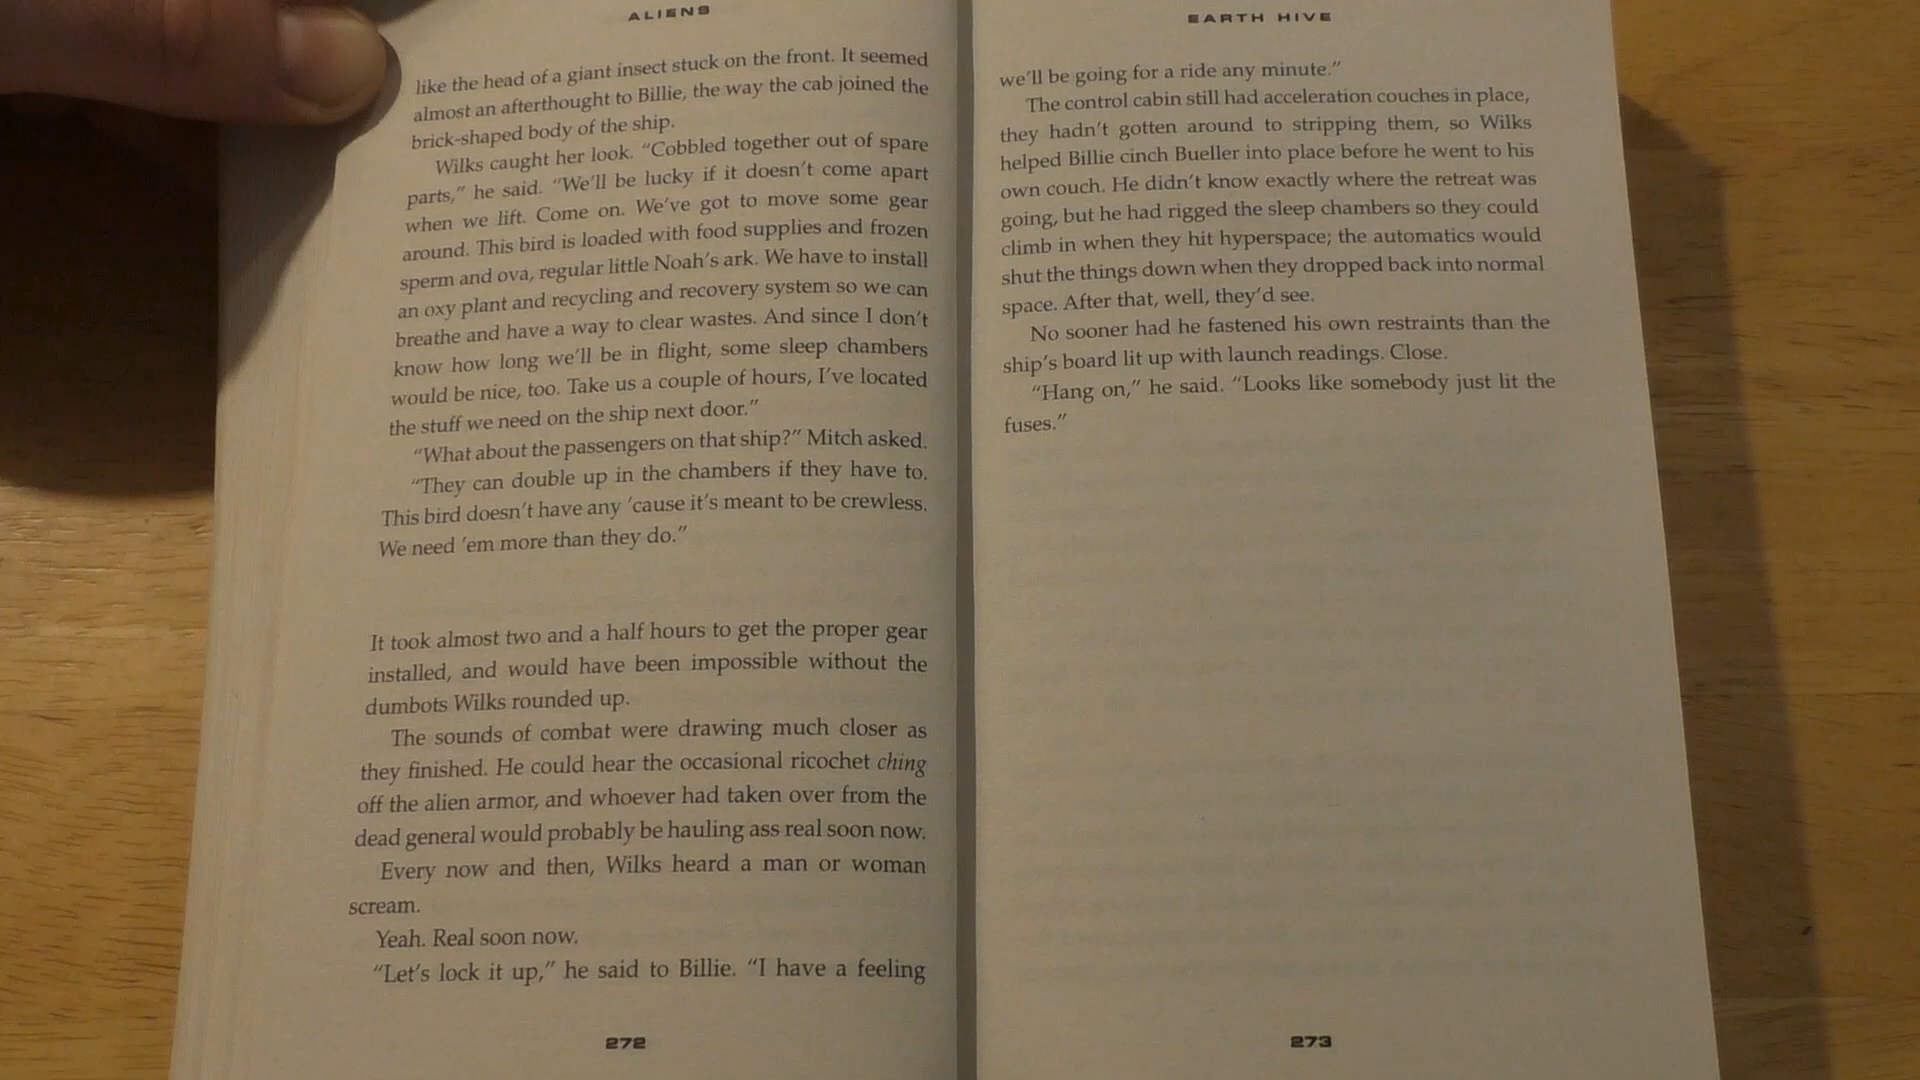 ALIENS
like the head of a giant insect stuck on the front. It seemed
almost an afterthought to Billie, the way the cab joined the
brick-shaped body of the ship.
Wilks caught her look. “Cobbled together out of spare
parts,” he said. “We’ll be lucky if it doesn’t come apart
when we lift. Come on. We’ve got to move some gear
around. This bird is loaded with food supplies and frozen
sperm and ova, regular little Noah’s ark. We have to install
an oxy plant and recycling and recovery system so we can
breathe and have a way to clear wastes. And since I don’t
know how long we’ll be in flight, some sleep chambers
would be nice, too. Take us a couple of hours, I’ve located
the stuff we need on the ship next door.”
“What about the passengers on that ship?” Mitch asked.
“They can double up in the chambers if they have to.
This bird doesn’t have any ’cause it’s meant to be crewless.
We need ’em more than they do.”
It took almost two and a half hours to get the proper gear
installed, and would have been impossible without the
dumbots Wilks rounded up.
The sounds of combat were drawing much closer as
they finished. He could hear the occasional ricochet ching
off the alien armor, and whoever had taken over from the
dead general would probably be hauling ass real soon now.
Every now and then, Wilks heard a man or woman
scream.
Yeah. Real soon now.
“Let’s lock it up,” he said to Billie. “I have a feeling
272
EARTH HIVE
we’ll be going for a ride any minute.”
The control cabin still had acceleration couches in place,
they hadn’t gotten around to stripping them, so Wilks
helped Billie cinch Bueller into place before he went to his
own couch. He didn’t know exactly where the retreat was
going, but he had rigged the sleep chambers so they could
climb in when they hit hyperspace; the automatics would
shut the things down when they dropped back into normal
space. After that, well, they’d see.
No sooner had he fastened his own restraints than the
ship’s board lit up with launch readings. Close.
“Hang on,” he said. “Looks like somebody just lit the
fuses.”
273